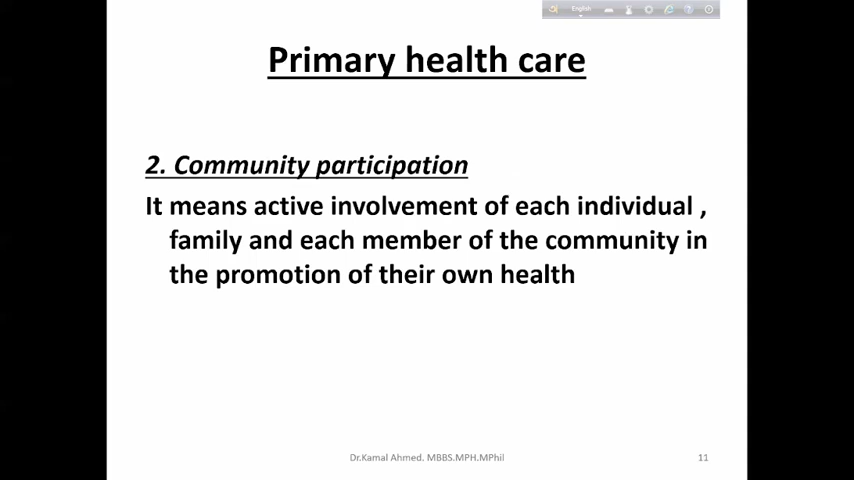 English
Primary health care
2. Community participation
It means active involvement of each individual ,
family and each member of the community in
the promotion of their own health
Dr.Kamal Ahmed. MBBS.MPH.MPhil 11